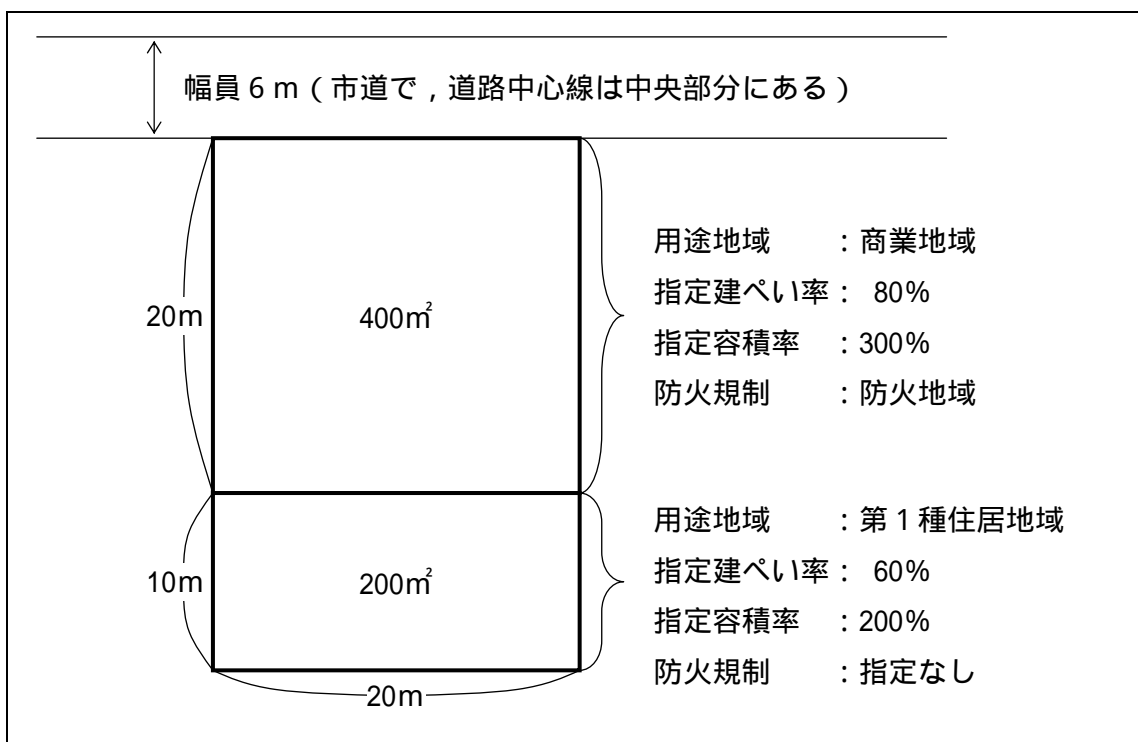 幅員6m(市道で,道路中心線は中央部分にある)
20m
400㎡
用途地域 :商業地域
指定建ぺい率: 80%
指定容積率 :300%
防火規制 :防火地域
10m
200㎡
用途地域 :第1種住居地域
指定建ぺい率: 60%
指定容積率 :200%
防火規制 :指定なし
20m